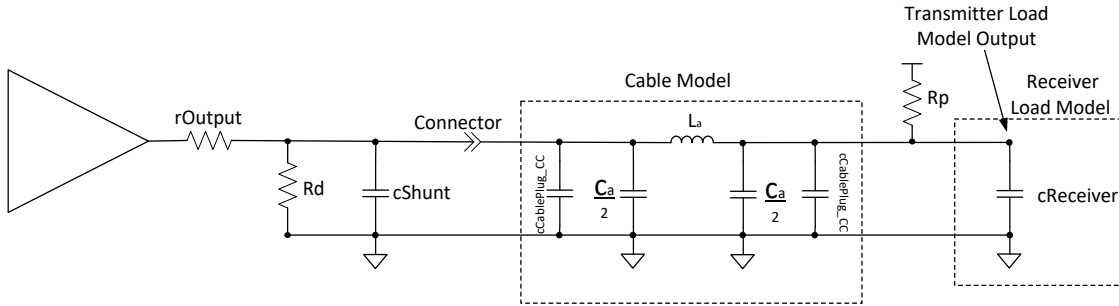 Transmitter Load
Model Output
Cable Model
Receiver
Load Model
rOutput
Connector
La
Rp
Rd
cShunt
cCablePlug_CC
Ca
2
Ca
2
cCablePlug_CC
cReceiver